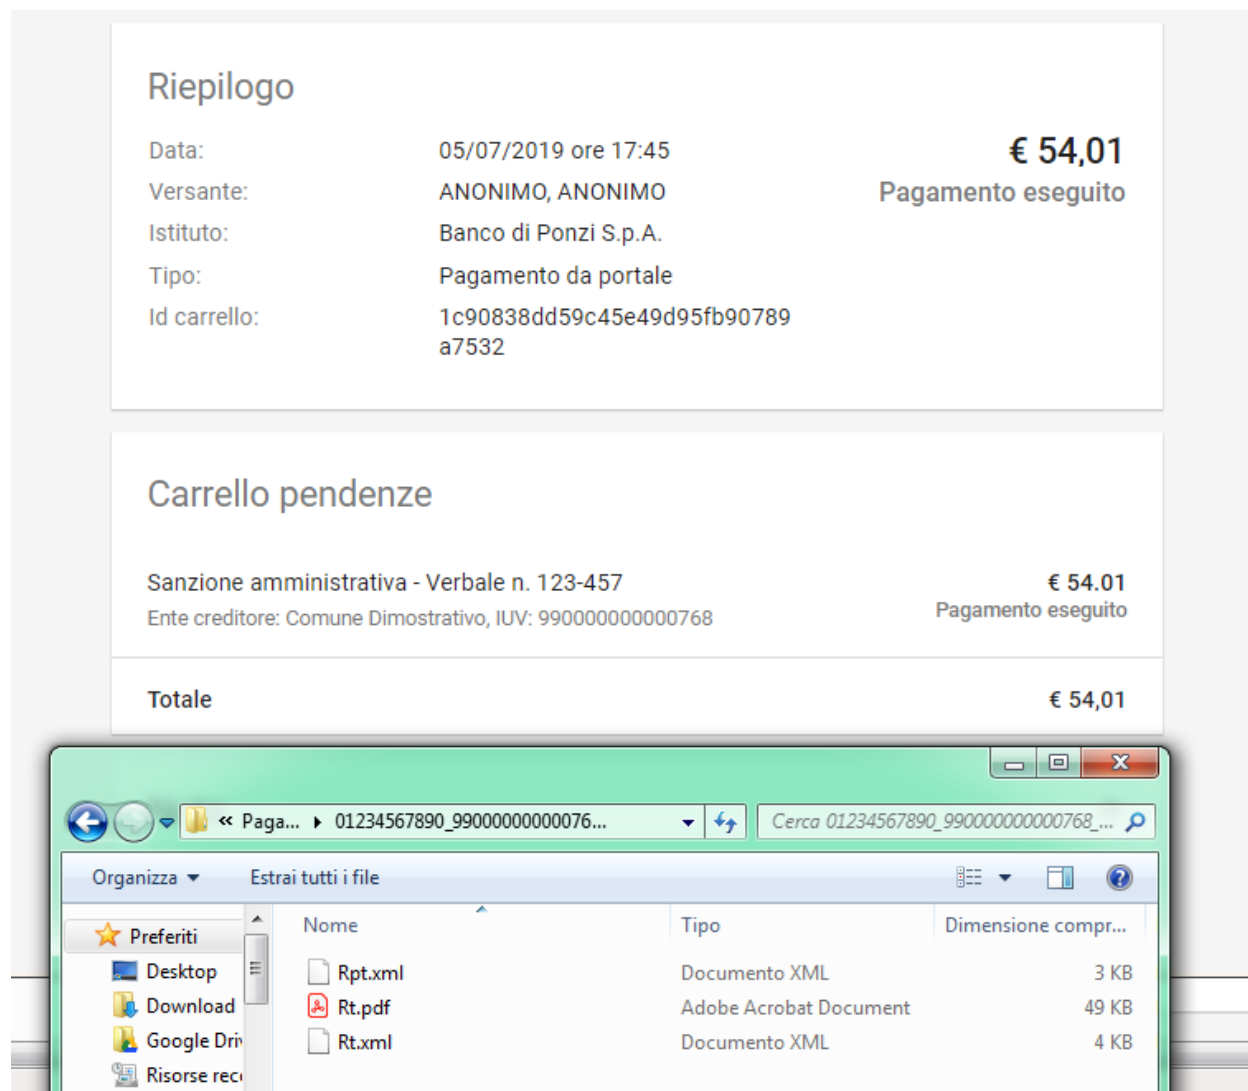 Riepilogo
Data: 05/07/2019 ore 17:45 € 54,01
Versante: ANONIMO, ANONIMO Pagamento eseguito
Istituto: Banco di Ponzi S.p.A.
Tipo: Pagamento da portale
Id carrello: 1c90838dd59c45e49d95fb90789
a7532
Carrello pendenze
Sanzione amministrativa - Verbale n. 123-457 € 54.01
Ente creditore: Comune Dimostrativo, IUV: 990000000000768 Pagamento eseguito
Totale € 54,01
« Paga... 01234567890_99000000000076... Cerca 01234567890_990000000000768_...
Organizza Estrai tutti i file
Preferiti Nome Tipo Dimensione compr...
Desktop Rpt.xml Documento XML 3 KB
Download Rt.pdf Adobe Acrobat Document 49 KB
Google Driv Rt.xml Documento XML 4 KB
Risorse rec